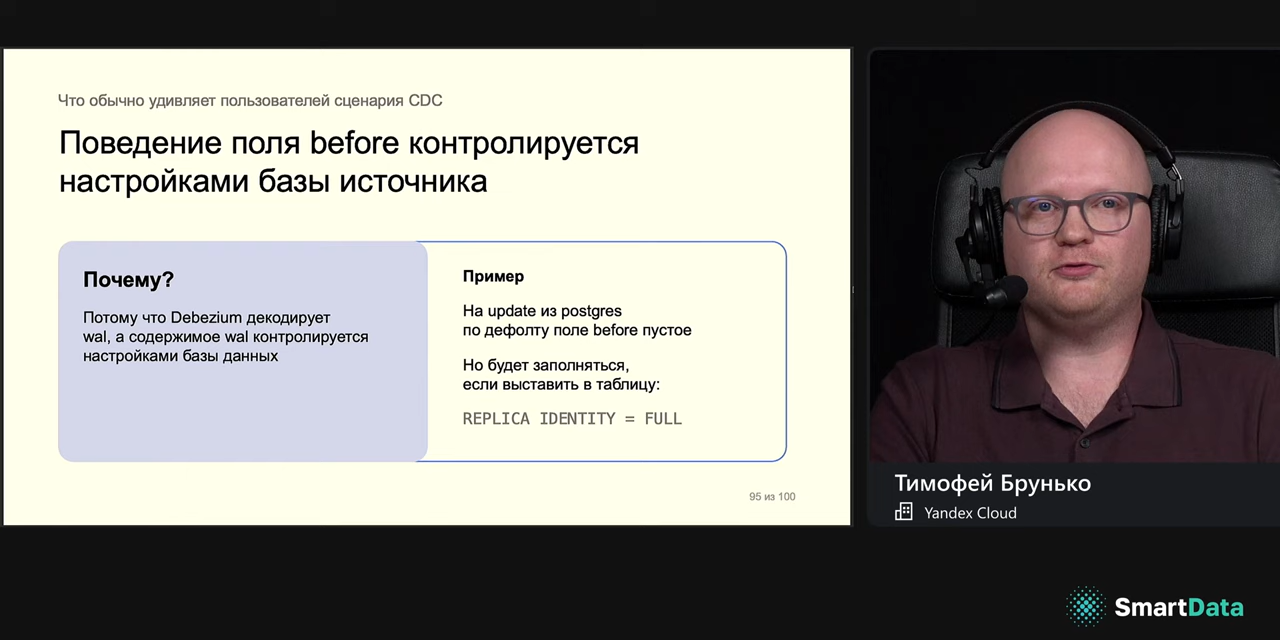 Что обычно удивляет пользователей сценария CDC
Поведение поля before контролируется
настройками базы источника
Почему?
Потому что Debezium декодирует
wal, а содержимое wal контролируется
настройками базы данных
Пример
На update из postgres
по дефолту поле before пустое
Но будет заполняться,
если выставить в таблицу:
REPLICA IDENTITY = FULL
95 из 100
Тимофей Брунько
Yandex Cloud
SmartData